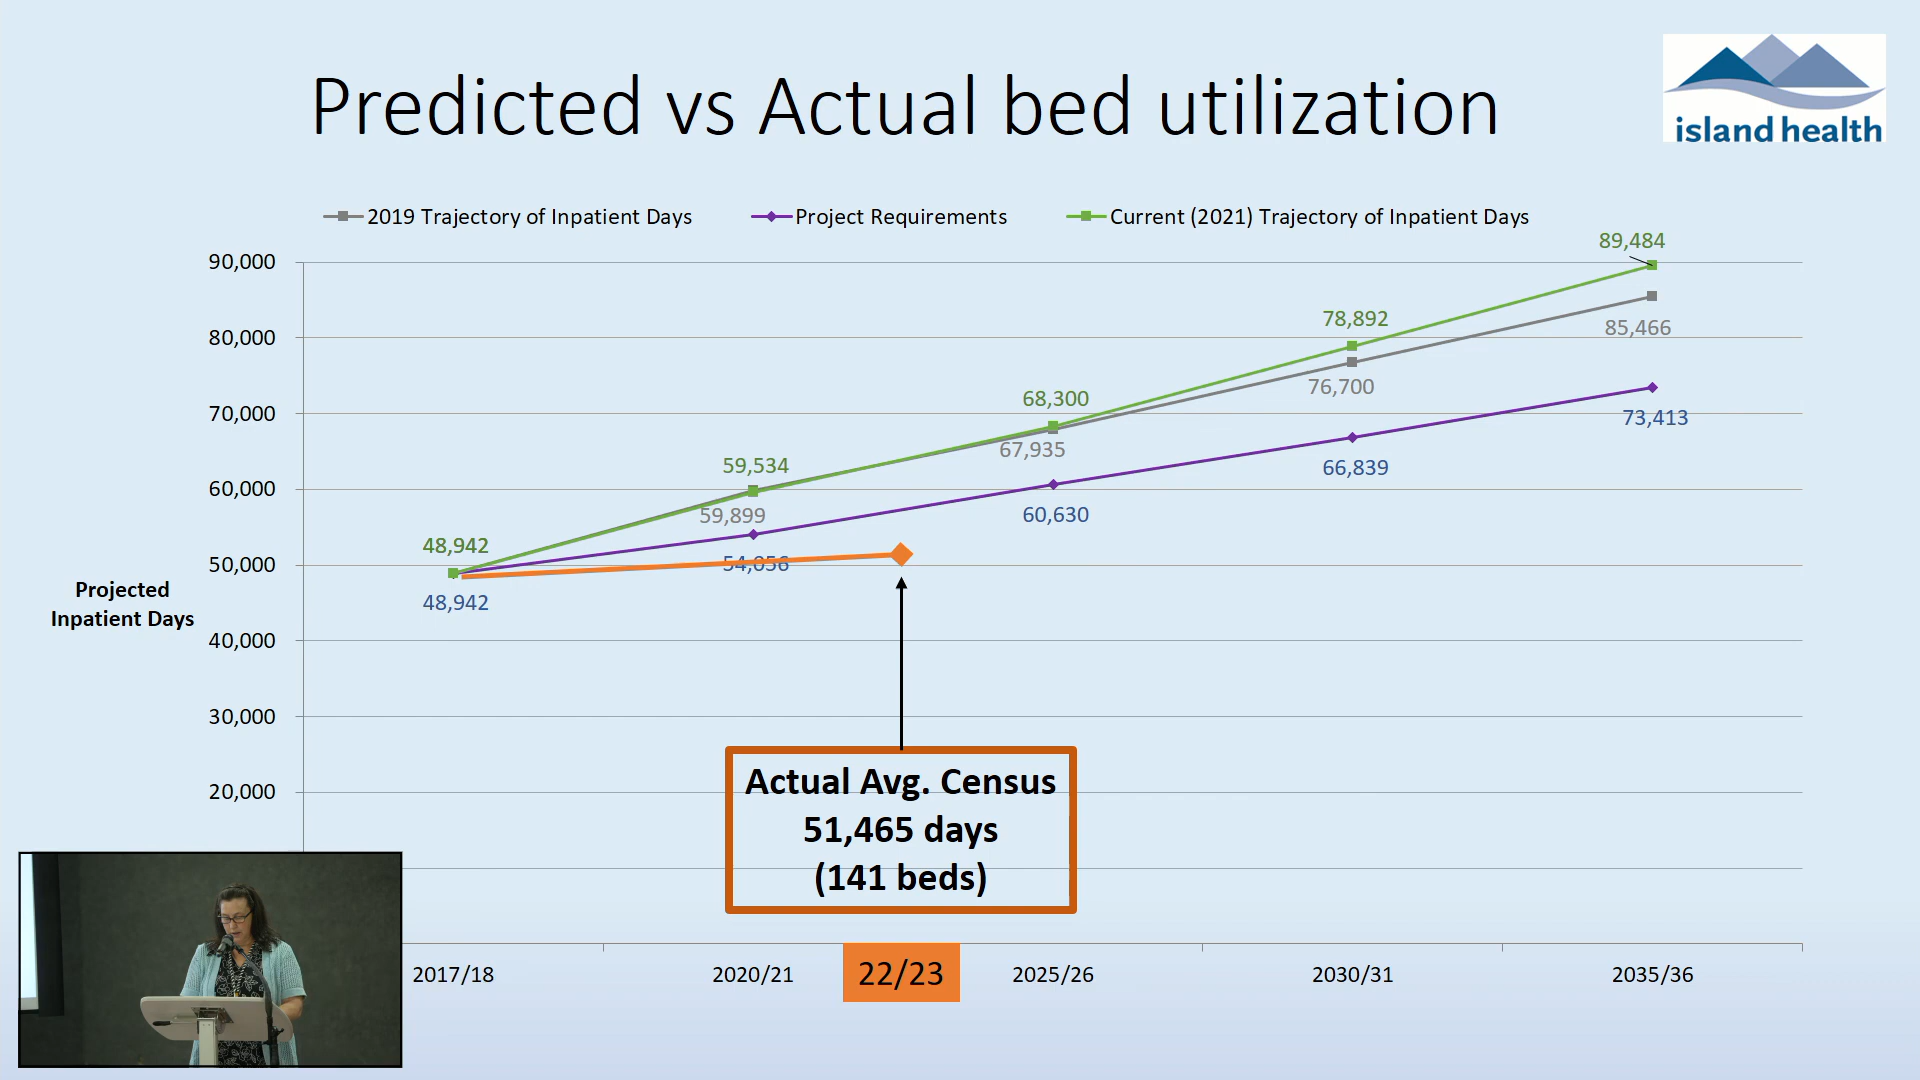 Predicted vs Actual bed utilization
island health
2019 Trajectory of Inpatient Days
Project Requirements
Current (2021) Trajectory of Inpatient Days
89,484
90,000
80,000
78,892
85,466
76,700
70,000
68,300
73,413
67,935
60,000
59,534
66,839
59,899
60,630
50,000
48,942
54,056
Projected
Inpatient Days
48,942
40,000
30,000
20,000
Actual Avg. Census
51,465 days
(141 beds)
2017/18
2020/21
22/23
2025/26
2030/31
2035/36